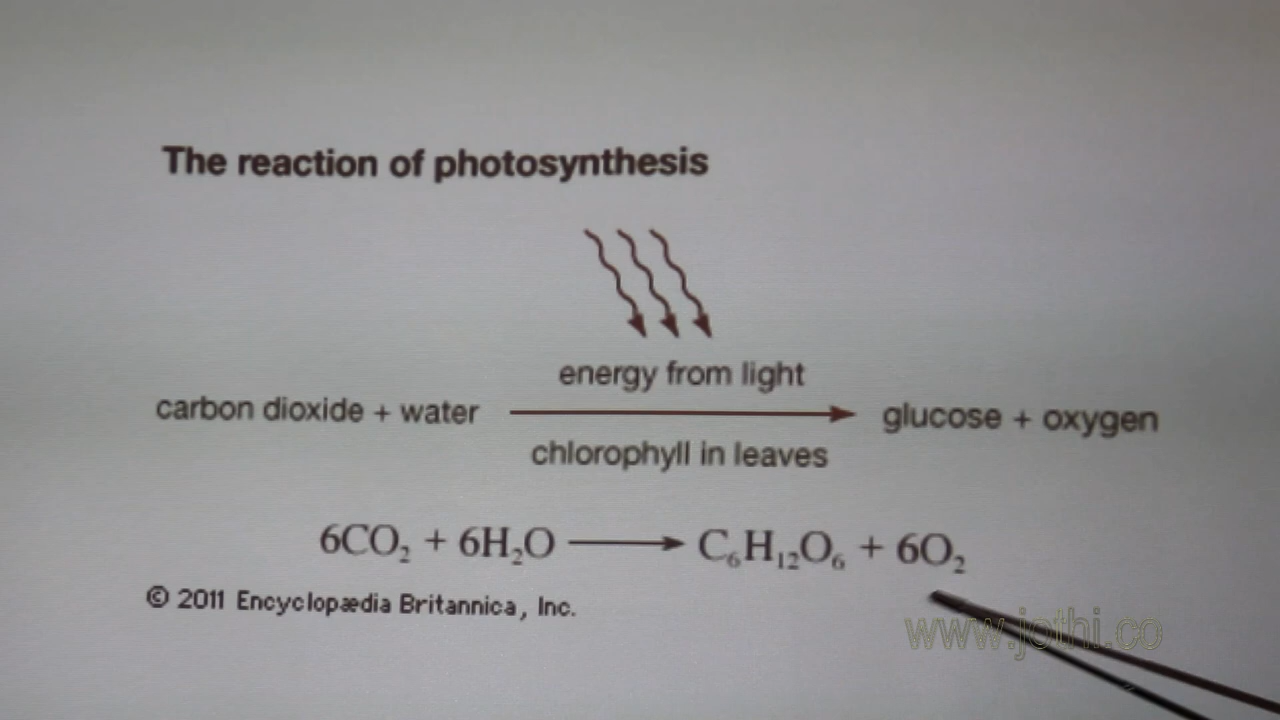 The reaction of photosynthesis
energy from light
carbon dioxide + water → glucose + oxygen
chlorophyll in leaves
6CO₂ + 6H₂O → C₆H₁₂O₆ + 6O₂
© 2011 Encyclopædia Britannica, Inc.
www.jothi.co